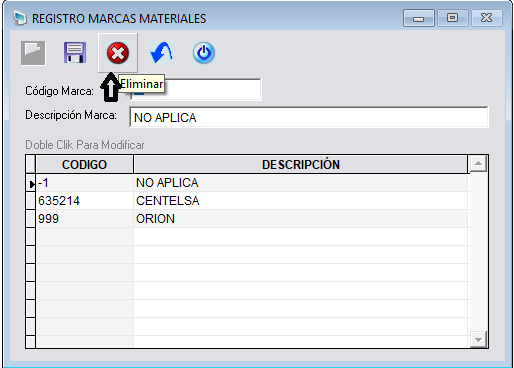 REGISTRO MARCAS MATERIALES
Eliminar
Código Marca:
Descripción Marca: NO APLICA
Doble Clik Para Modificar
CODIGO DESCRIPCIÓN
-1 NO APLICA
635214 CENTELSA
999 ORION